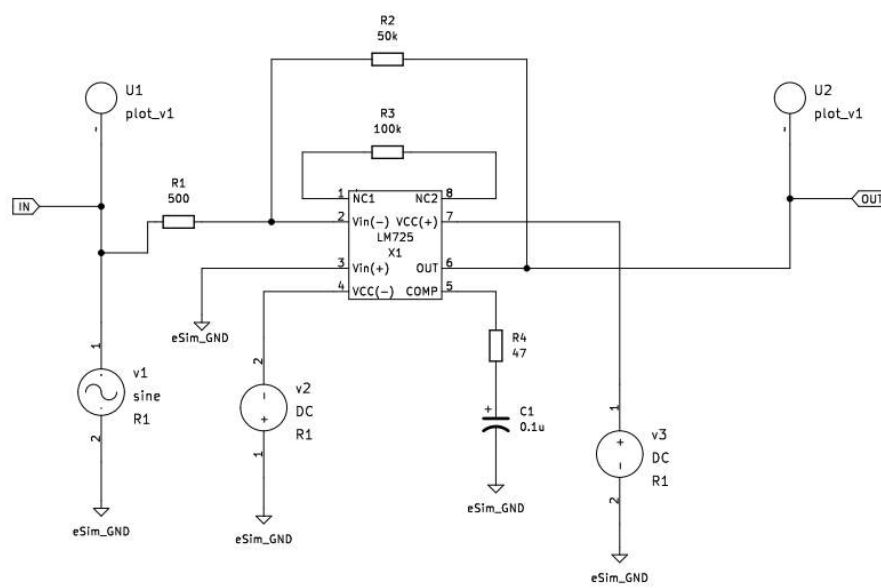 R2
50k
U1
plot_v1
U2
plot_v1
R3
100k
R1
500
IN
OUT
1 NC1 NC2 8
2 Vin(-) VCC(+) 7
LM725
X1
3 Vin(+) OUT 6
4 VCC(-) COMP 5
eSim_GND
R4
47
1
v1
sine
R1
2
2
v2
DC
R1
1
-
+
+
C1
0.1u
1
v3
DC
R1
2
+
-
eSim_GND
eSim_GND
eSim_GND
eSim_GND